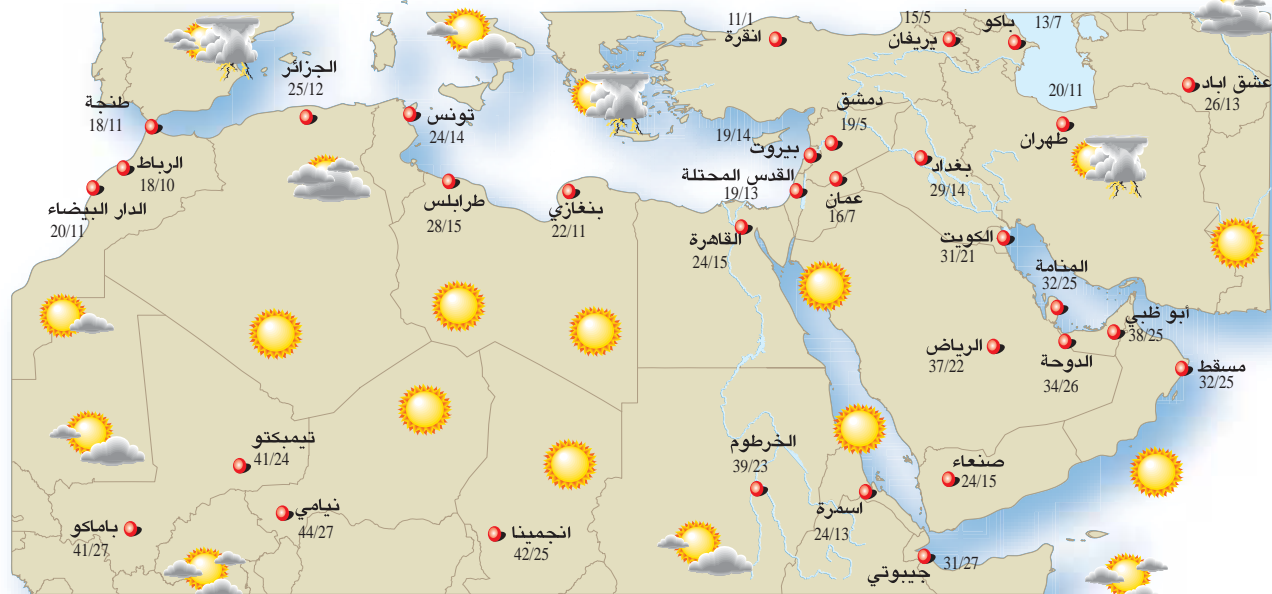 11/1
انقرة
15/5
يريفان
باكو
13/7
عشق اباد
26/13
20/11
طهران
الجزائر
25/12
طنجة
18/11
تونس
24/14
دمشق
19/5
19/14
بيروت
بغداد
29/14
الرباط
18/10
القدس المحتلة
19/13
عمان
16/7
الدار البيضاء
20/11
طرابلس
28/15
بنغازي
22/11
القاهرة
24/15
الكويت
31/21
المنامة
32/25
أبو ظبي
38/25
الرياض
37/22
الدوحة
34/26
مسقط
32/25
تيمبكتو
41/24
الخرطوم
39/23
صنعاء
24/15
نيامي
44/27
باماكو
41/27
انجمينا
42/25
اسمرة
24/13
31/27
جيبوتي